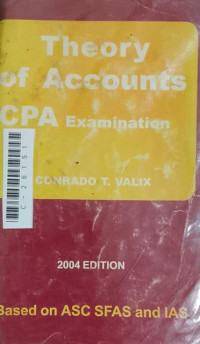 Theory
of Accounts
CPA Examination
CONRADO T. VALIX
2004 EDITION
Based on ASC SFAS and IAS